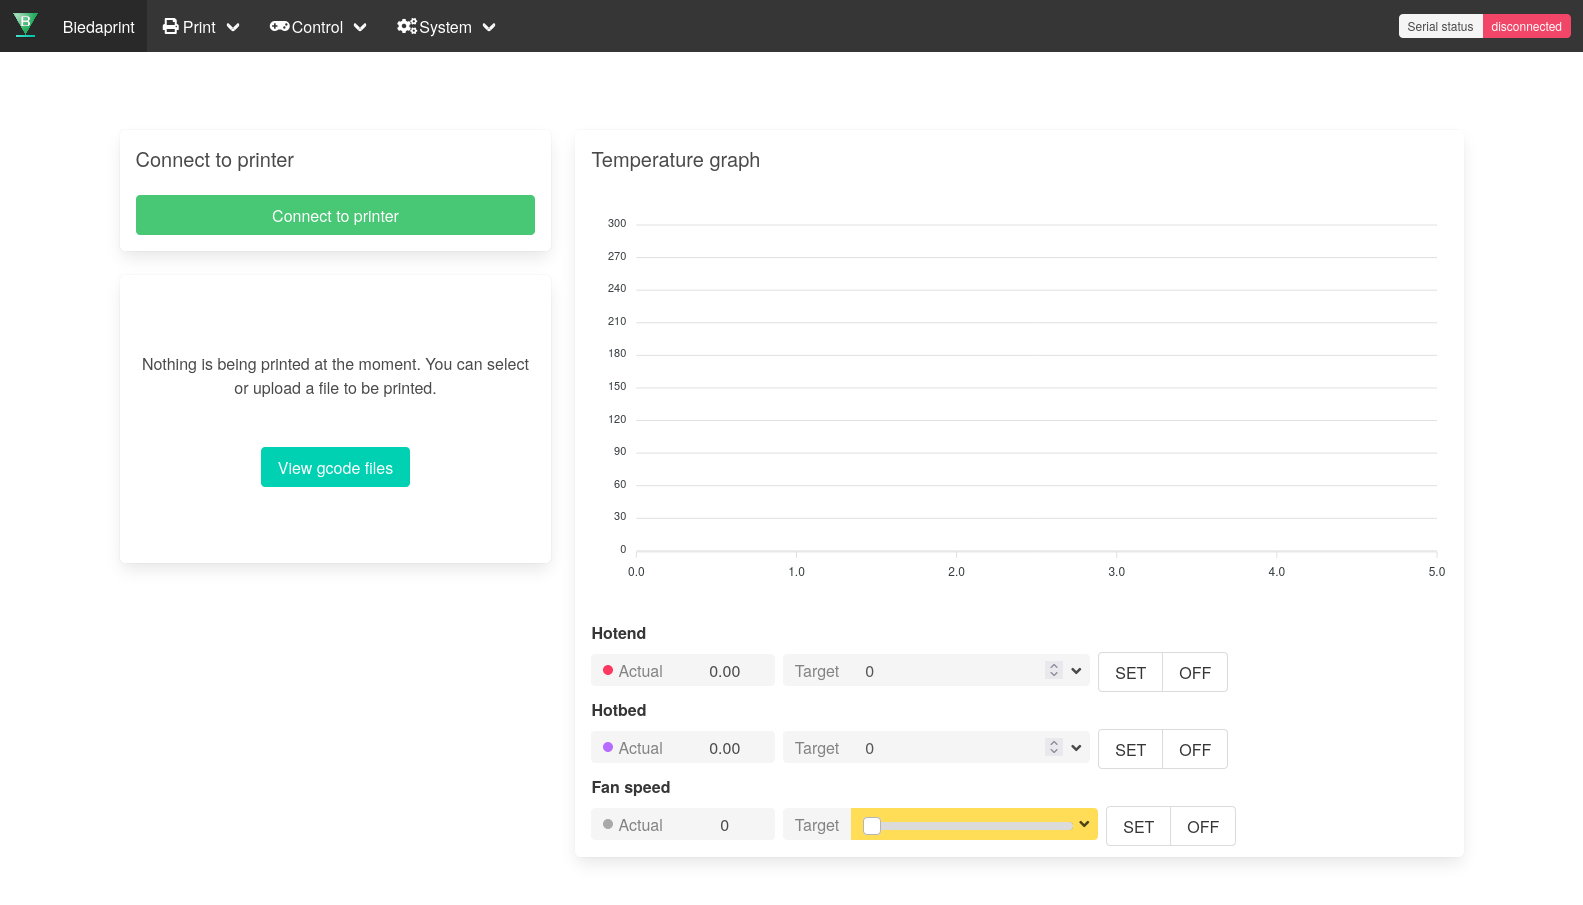 B Biedaprint Print Control System Serial status disconnected
Connect to printer
Connect to printer
Nothing is being printed at the moment. You can select
or upload a file to be printed.
View gcode files
Temperature graph
300
270
240
210
180
150
120
90
60
30
0
0.0 1.0 2.0 3.0 4.0 5.0
Hotend
Actual 0.00 Target 0 SET OFF
Hotbed
Actual 0.00 Target 0 SET OFF
Fan speed
Actual 0 Target SET OFF